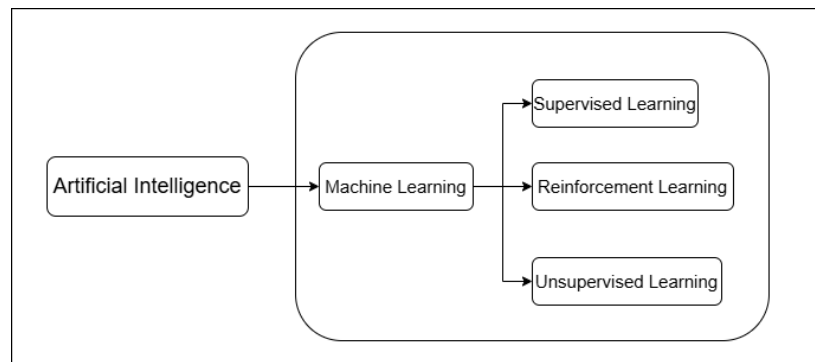 Artificial Intelligence
Machine Learning
Supervised Learning
Reinforcement Learning
Unsupervised Learning